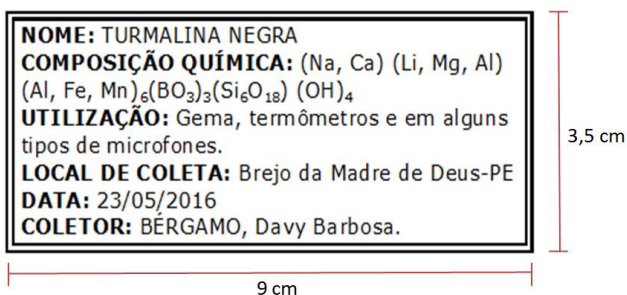 NOME: TURMALINA NEGRA
COMPOSIÇÃO QUÍMICA: (Na, Ca) (Li, Mg, Al)
(Al, Fe, Mn)₆(BO₃)₃(Si₆O₁₈) (OH)₄
UTILIZAÇÃO: Gema, termômetros e em alguns
tipos de microfones.
LOCAL DE COLETA: Brejo da Madre de Deus-PE
DATA: 23/05/2016
COLETOR: BÉRGAMO, Davy Barbosa.
3,5 cm
9 cm